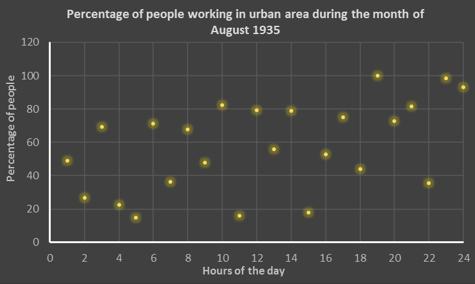 Percentage of people working in urban area during the month of
August 1935
120
100
80
60
40
20
0
Percentage of people
0 2 4 6 8 10 12 14 16 18 20 22 24
Hours of the day